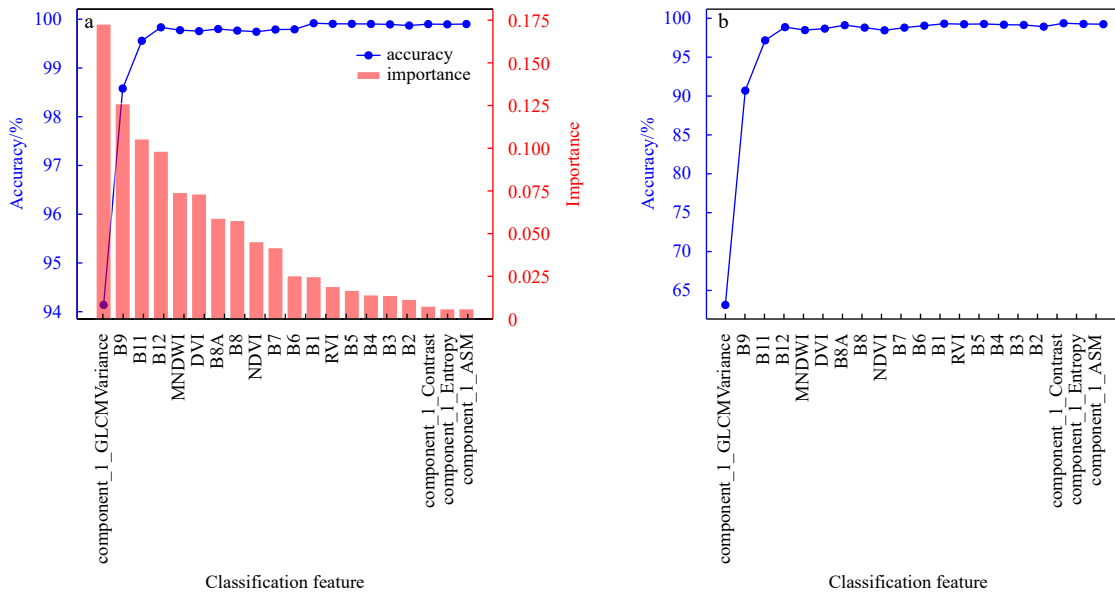 a
100
99
98
97
96
95
94
Accuracy/%
accuracy
importance
0.175
0.150
0.125
0.100
0.075
0.050
0.025
0
Importance
component_1_GLCMVariance
B9
B11
B12
MNDWI
DVI
B8A
B8
NDVI
B7
B6
B1
RVI
B5
B4
B3
B2
component_1_Contrast
component_1_Entropy
component_1_ASM
Classification feature
b
100
95
90
85
80
75
70
65
Accuracy/%
component_1_GLCMVariance
B9
B11
B12
MNDWI
DVI
B8A
B8
NDVI
B7
B6
B1
RVI
B5
B4
B3
B2
component_1_Contrast
component_1_Entropy
component_1_ASM
Classification feature